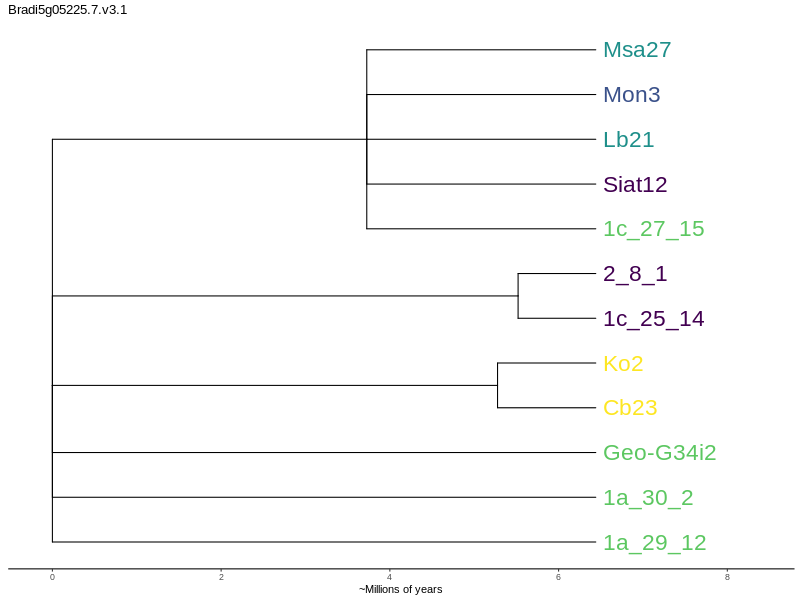 Bradi5g05225.7.v3.1
Msa27
Mon3
Lb21
Siat12
1c_27_15
2_8_1
1c_25_14
Ko2
Cb23
Geo-G34i2
1a_30_2
1a_29_12
0 2 4 6 8
~Millions of years